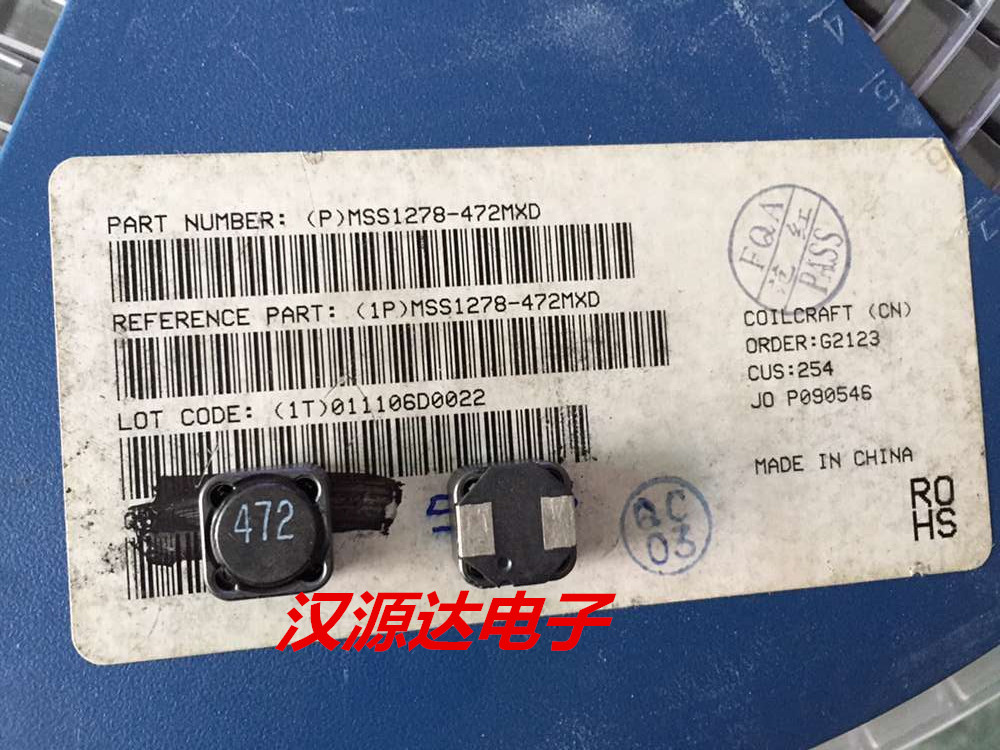 PART NUMBER: (P)MSS1278-472MXD
REFERENCE PART: (1P)MSS1278-472MXD
LOT CODE: (1T)011106D0022
FQA
PASS
COILCRAFT (CN)
ORDER:G2123
CUS:254
JO P090546
MADE IN CHINA
RO
HS
QC
03
472
汉源达电子